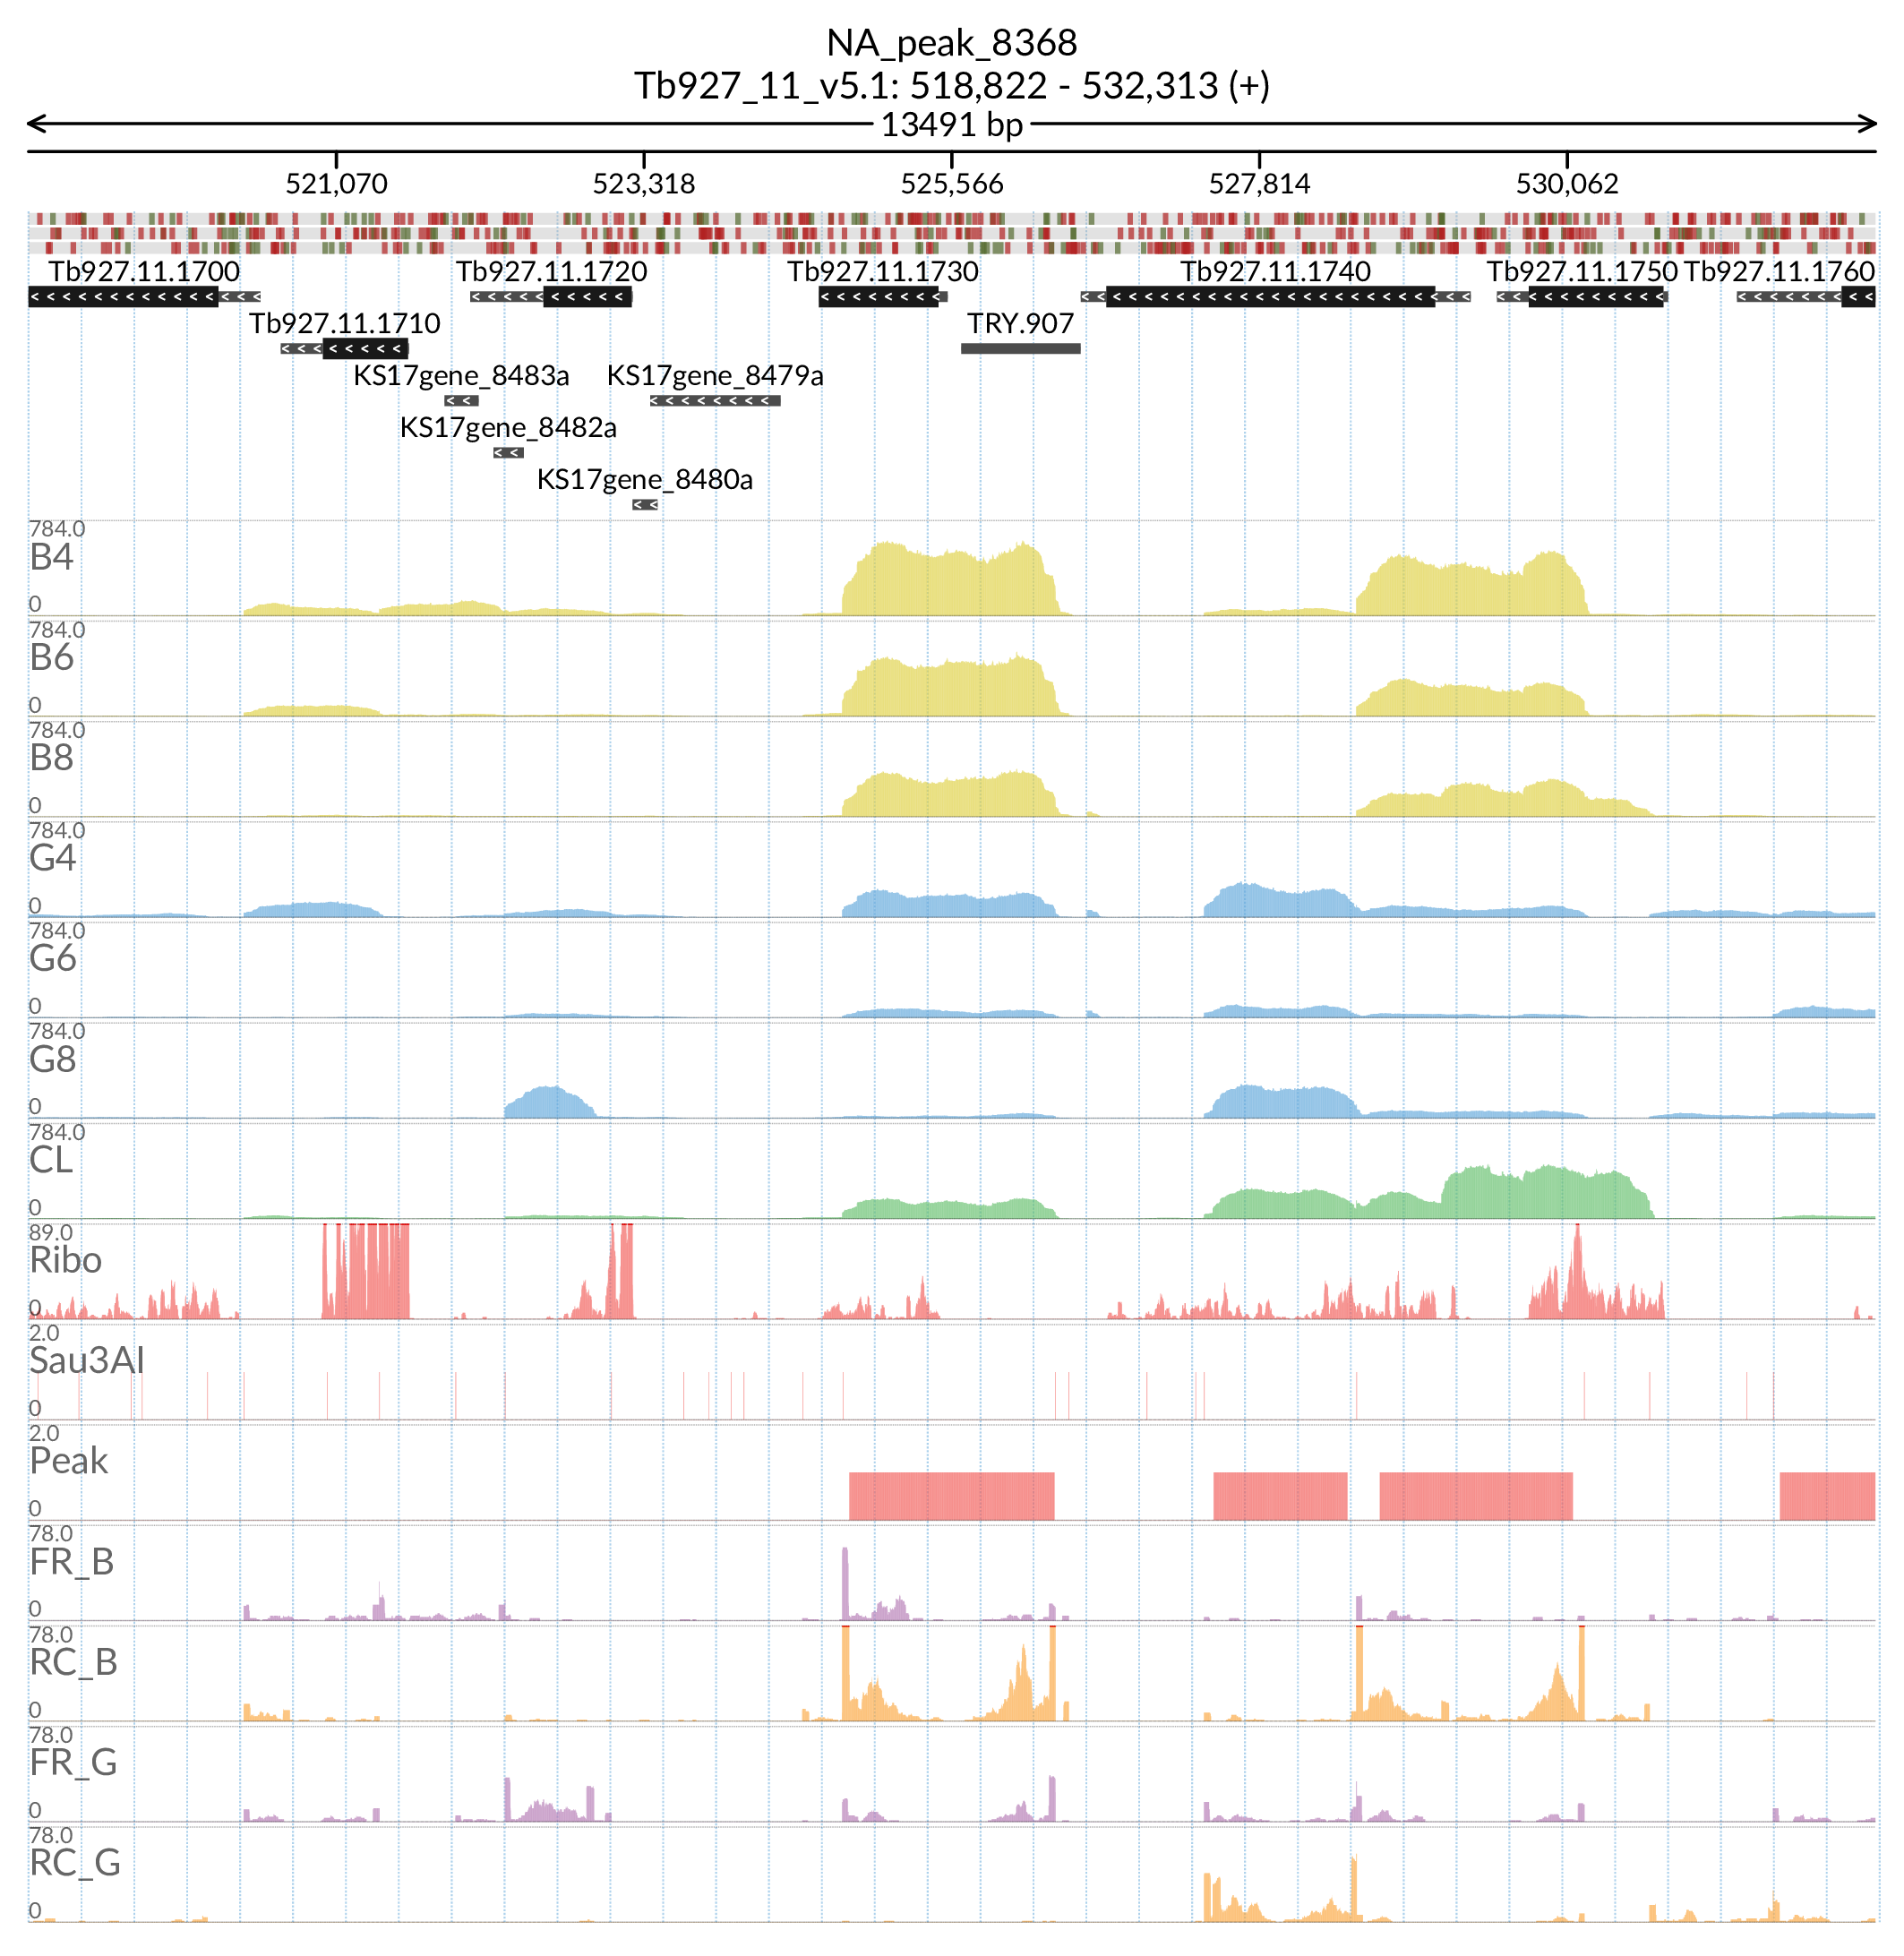 NA_peak_8368
Tb927_11_v5.1: 518,822 - 532,313 (+)
13491 bp
521,070 523,318 525,566 527,814 530,062
Tb927.11.1700 Tb927.11.1720 Tb927.11.1730 Tb927.11.1740 Tb927.11.1750 Tb927.11.1760
Tb927.11.1710 TRY.907
KS17gene_8483a KS17gene_8479a
KS17gene_8482a
KS17gene_8480a
784.0
B4
0
784.0
B6
0
784.0
B8
0
784.0
G4
0
784.0
G6
0
784.0
G8
0
784.0
CL
0
89.0
Ribo
0
2.0
Sau3AI
0
2.0
Peak
0
78.0
FR_B
0
78.0
RC_B
0
78.0
FR_G
0
78.0
RC_G
0